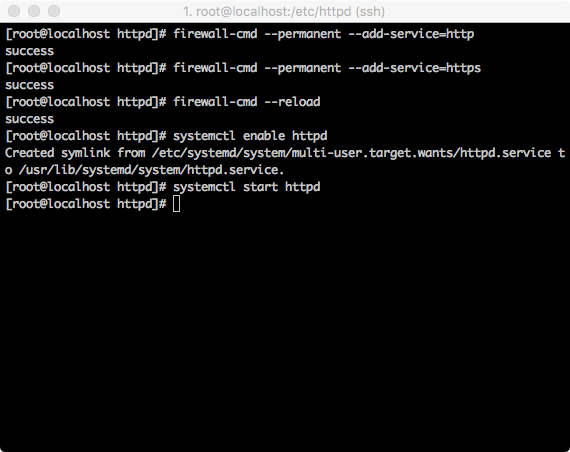 1. root@localhost:/etc/httpd (ssh)
[root@localhost httpd]# firewall-cmd --permanent --add-service=http
success
[root@localhost httpd]# firewall-cmd --permanent --add-service=https
success
[root@localhost httpd]# firewall-cmd --reload
success
[root@localhost httpd]# systemctl enable httpd
Created symlink from /etc/systemd/system/multi-user.target.wants/httpd.service t
o /usr/lib/systemd/system/httpd.service.
[root@localhost httpd]# systemctl start httpd
[root@localhost httpd]#